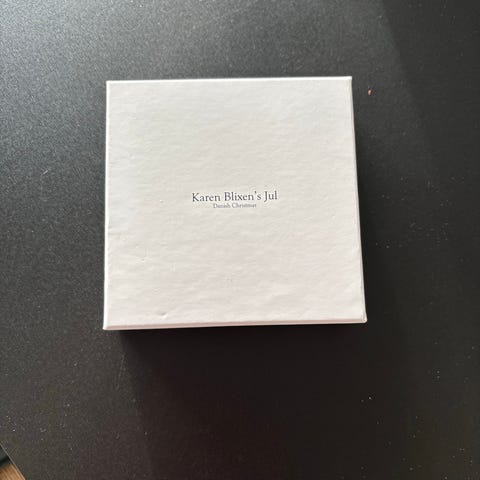 Karen Blixen's Jul
Danish Christmas